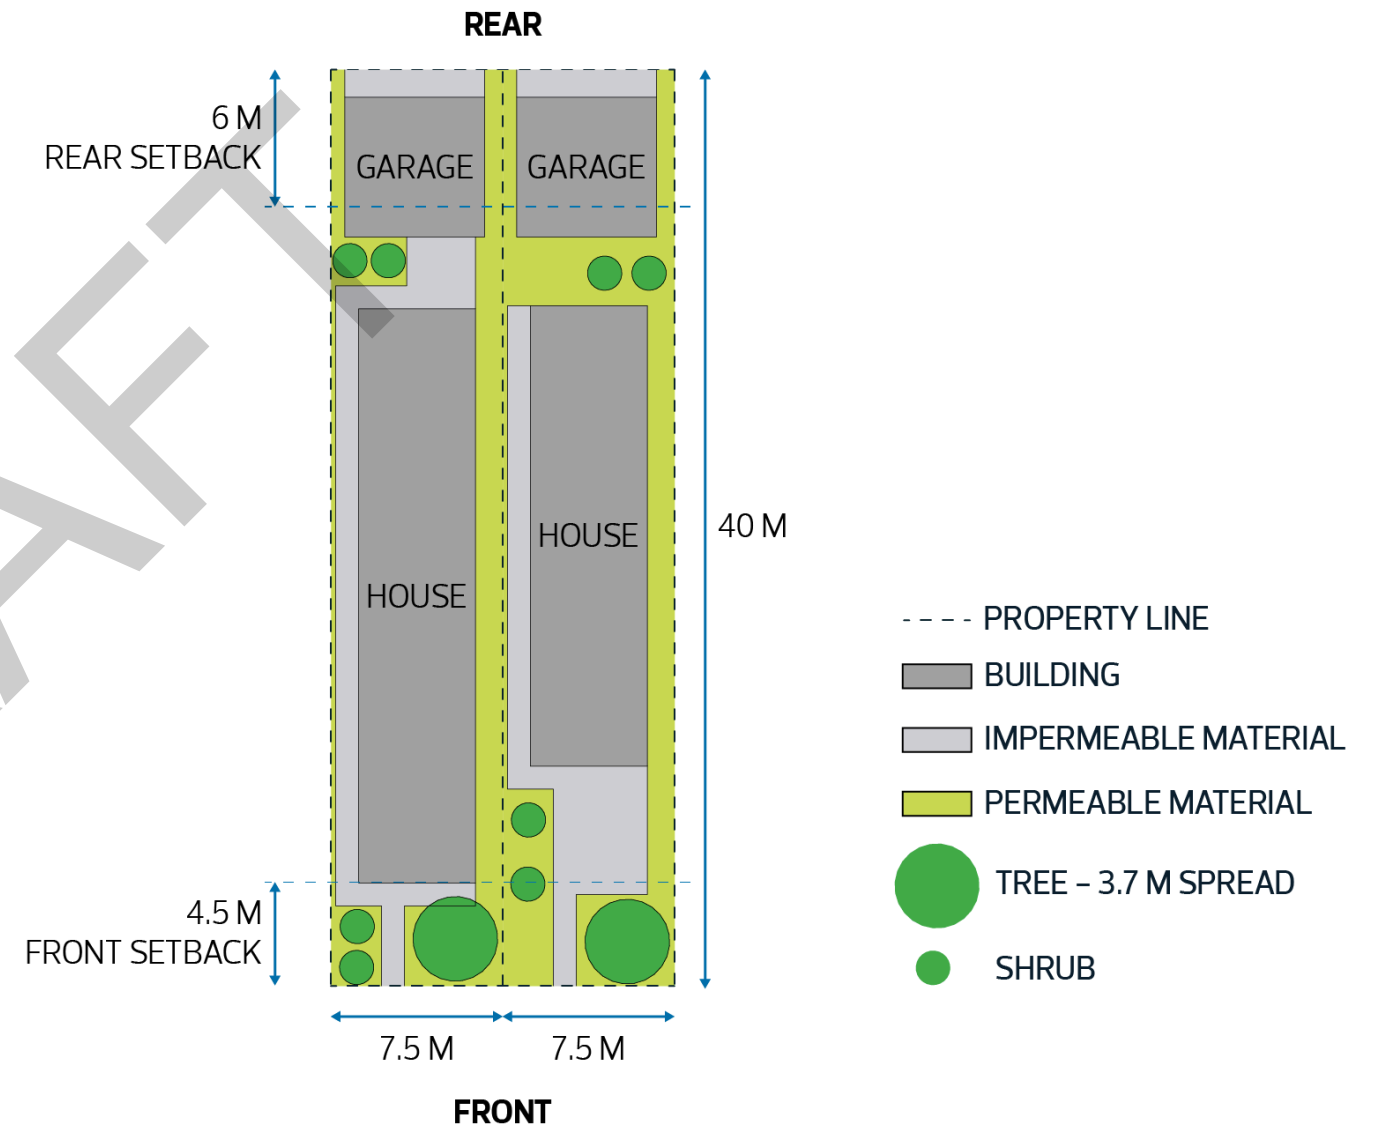 REAR
6 M
REAR SETBACK
GARAGE
GARAGE
HOUSE
HOUSE
40 M
4.5 M
FRONT SETBACK
7.5 M
7.5 M
FRONT
PROPERTY LINE
BUILDING
IMPERMEABLE MATERIAL
PERMEABLE MATERIAL
TREE – 3.7 M SPREAD
SHRUB
AFT